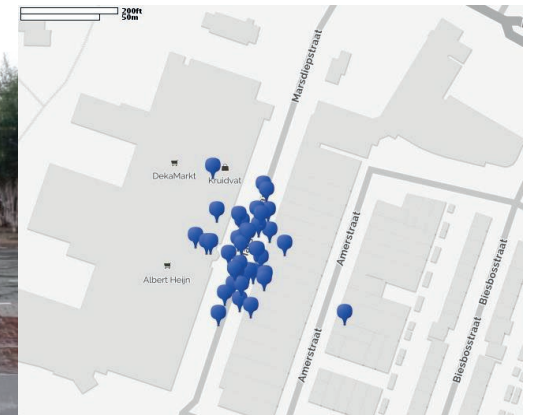 200ft
50m
Marsdiepstraat
DekaMarkt
Kruidvat
Albert Heijn
Amerstraat
Amerstraat
Biesbosstraat
Biesbosstraat